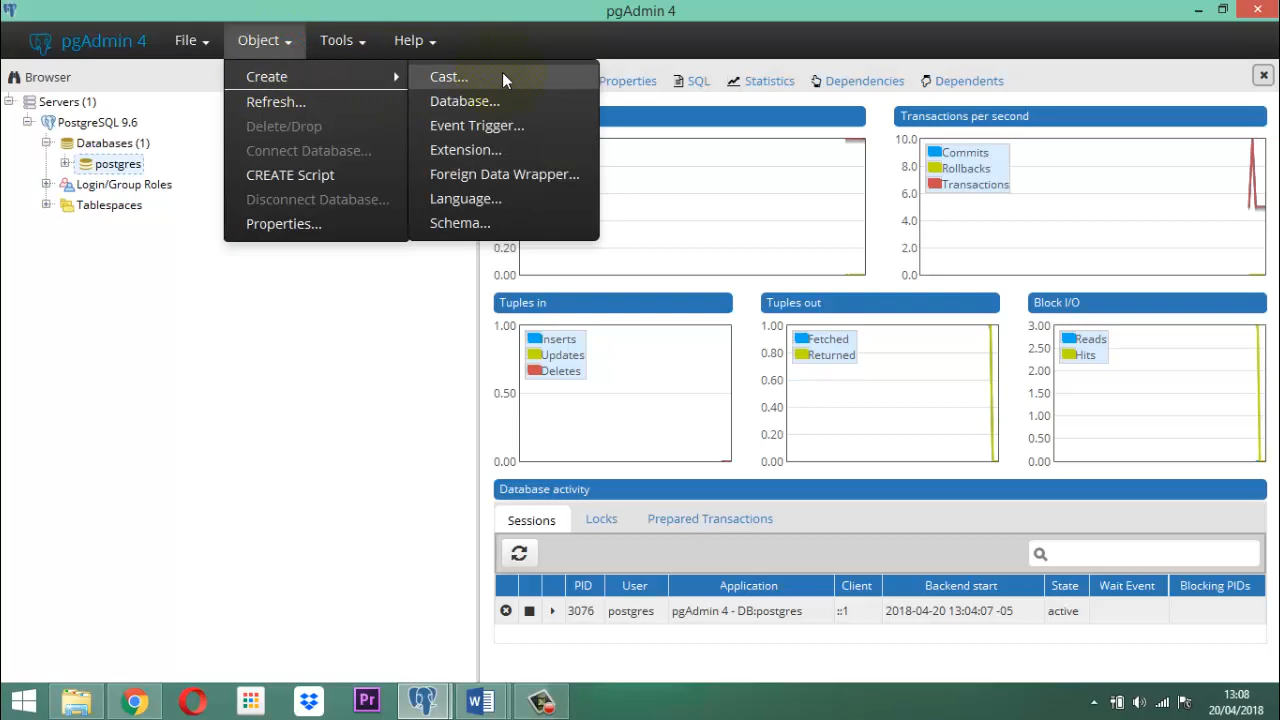 pgAdmin 4
pgAdmin 4
File
Object
Tools
Help
Browser
Servers (1)
PostgreSQL 9.6
Databases (1)
postgres
Login/Group Roles
Tablespaces
Create
Refresh...
Delete/Drop
Connect Database...
CREATE Script
Disconnect Database...
Properties...
Cast...
Database...
Event Trigger...
Extension...
Foreign Data Wrapper...
Language...
Schema...
Properties
SQL
Statistics
Dependencies
Dependents
0.20
0.00
Transactions per second
10.0
8.0
6.0
4.0
2.0
0.0
Commits
Rollbacks
Transactions
Tuples in
1.00
0.50
0.00
Inserts
Updates
Deletes
Tuples out
1.00
0.80
0.60
0.40
0.20
0.00
Fetched
Returned
Block I/O
3.00
2.50
2.00
1.50
1.00
0.50
0.00
Reads
Hits
Database activity
Sessions
Locks
Prepared Transactions
PID User Application Client Backend start State Wait Event Blocking PIDs
3076 postgres pgAdmin 4 - DB:postgres ::1 2018-04-20 13:04:07 -05 active
Pr
13:08
20/04/2018